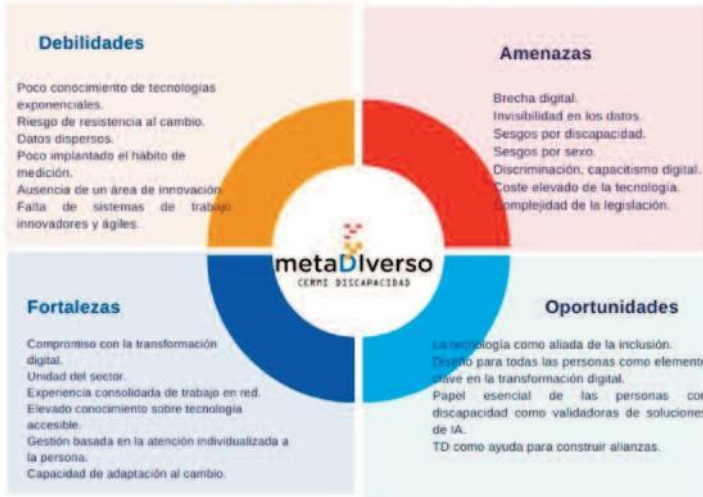 Debilidades
Poco conocimiento de tecnologías
exponenciales.
Riesgo de resistencia al cambio.
Datos dispersos.
Poco implantado el hábito de
medición.
Ausencia de un área de innovación.
Falta de sistemas de trabajo
innovadores y ágiles.
Amenazas
Brecha digital.
Invisibilidad en los datos.
Sesgos por discapacidad.
Sesgos por sexo.
Discriminación, capacitismo digital.
Coste elevado de la tecnología.
Complejidad de la legislación.
metaDIverso
CERMI DISCAPACIDAD
Fortalezas
Compromiso con la transformación
digital.
Unidad del sector.
Experiencia consolidada de trabajo en red.
Elevado conocimiento sobre tecnología
accesible.
Gestión basada en la atención individualizada a
la persona.
Capacidad de adaptación al cambio.
Oportunidades
La tecnología como aliada de la inclusión.
Diseño para todas las personas como elemento
clave en la transformación digital.
Papel esencial de las personas con
discapacidad como validadoras de soluciones
de IA.
TD como ayuda para construir alianzas.